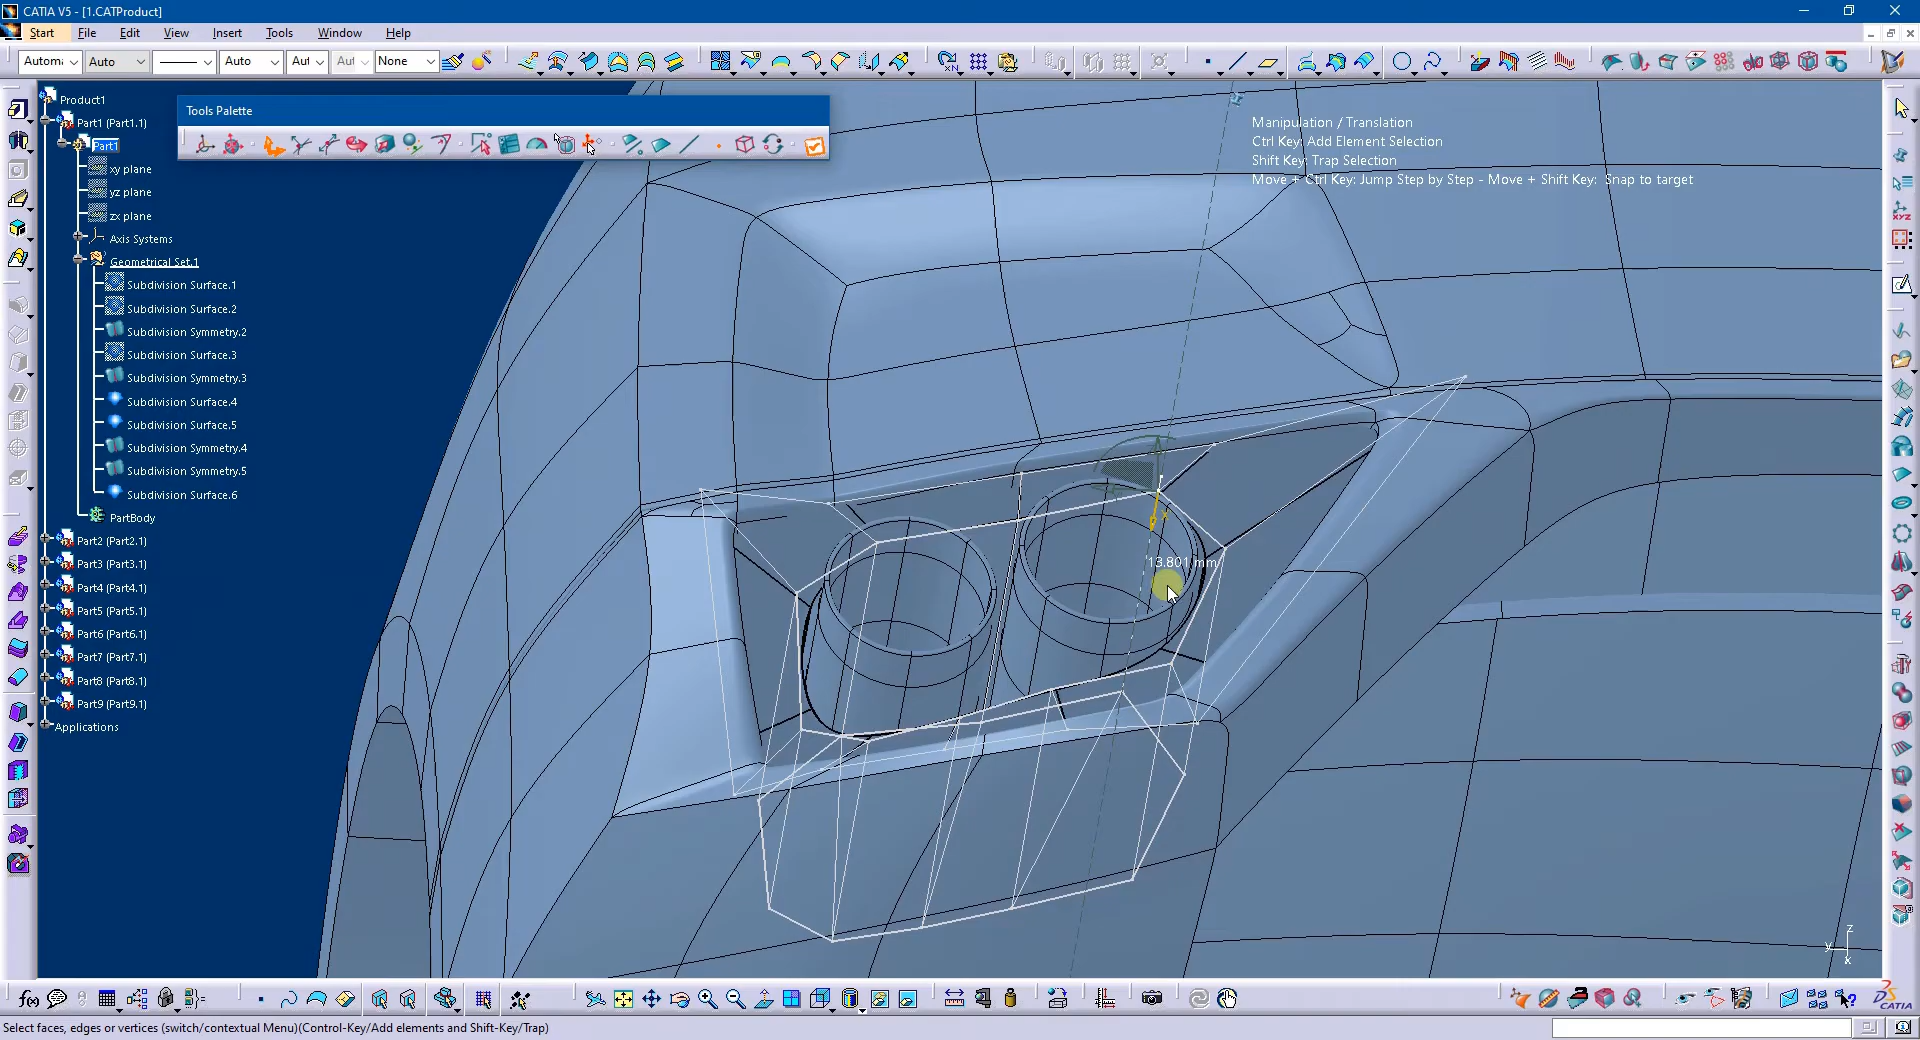 CATIA V5 - [1.CATProduct]
Start File Edit View Insert Tools Window Help
Auto Auto Aut None
Tools Palette
Product1
Part1 (Part1.1)
Part1
xy plane
yz plane
zx plane
Axis Systems
Geometrical Set.1
Subdivision Surface.1
Subdivision Surface.2
Subdivision Symmetry.2
Subdivision Surface.3
Subdivision Symmetry.3
Subdivision Surface.4
Subdivision Surface.5
Subdivision Symmetry.4
Subdivision Symmetry.5
Subdivision Surface.6
PartBody
Part2 (Part2.1)
Part3 (Part3.1)
Part4 (Part4.1)
Part5 (Part5.1)
Part6 (Part6.1)
Part7 (Part7.1)
Part8 (Part8.1)
Part9 (Part9.1)
Applications
Manipulation / Translation
Ctrl Key: Add Element Selection
Shift Key: Trap Selection
Move + Ctrl Key: Jump Step by Step - Move + Shift Key: Snap to target
x
13.801 mm
z
y
x
f(x)
CATIA
Select faces, edges or vertices (switch/contextual Menu)(Control-Key/Add elements and Shift-Key/Trap)